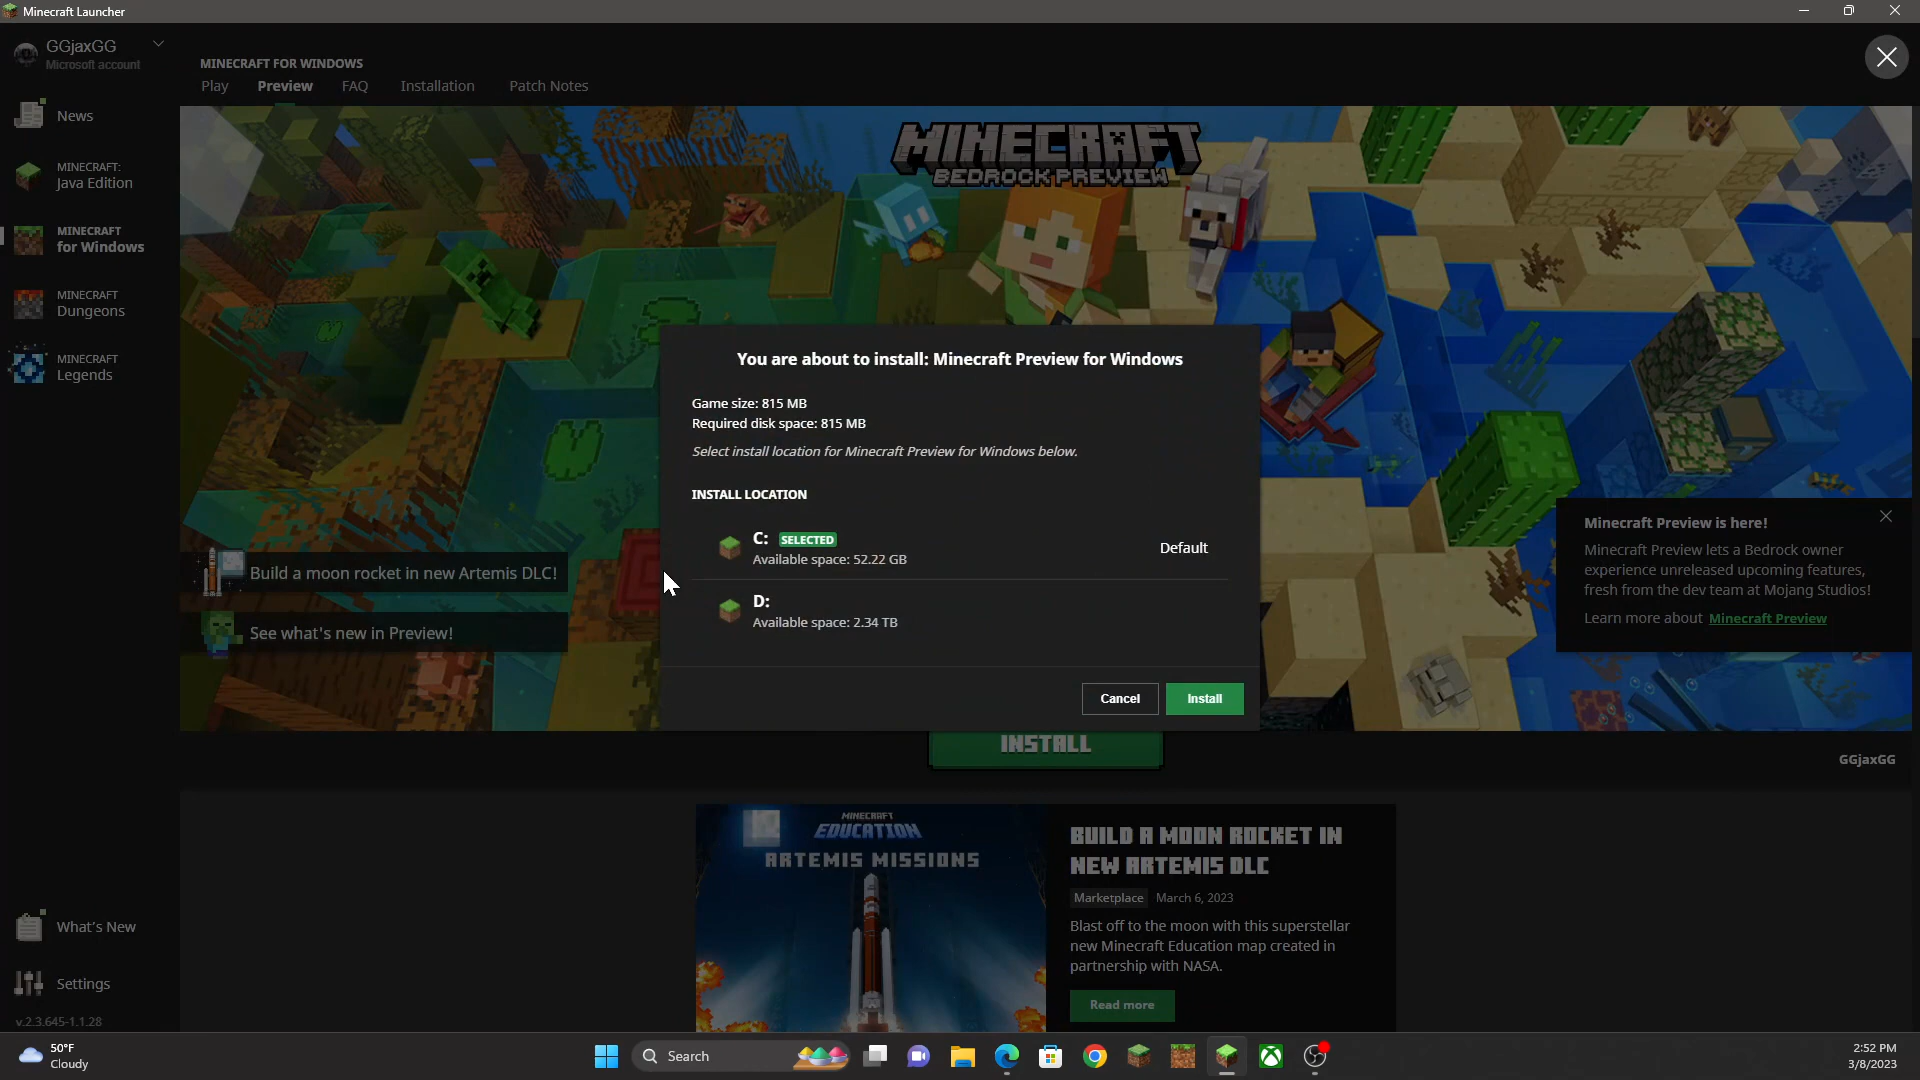 Minecraft Launcher
GGjaxGG
Microsoft account
News
MINECRAFT:
Java Edition
MINECRAFT
for Windows
MINECRAFT
Dungeons
MINECRAFT
Legends
What's New
Settings
v.2.3.645-1.1.28
MINECRAFT FOR WINDOWS
Play Preview FAQ Installation Patch Notes
MINECRAFT
BEDROCK PREVIEW
Build a moon rocket in new Artemis DLC!
See what's new in Preview!
You are about to install: Minecraft Preview for Windows
Game size: 815 MB
Required disk space: 815 MB
Select install location for Minecraft Preview for Windows below.
INSTALL LOCATION
C: SELECTED
Available space: 52.22 GB
Default
D:
Available space: 2.34 TB
Cancel Install
Minecraft Preview is here!
Minecraft Preview lets a Bedrock owner
experience unreleased upcoming features,
fresh from the dev team at Mojang Studios!
Learn more about Minecraft Preview
INSTALL
GGjaxGG
MINECRAFT
EDUCATION
ARTEMIS MISSIONS
BUILD A MOON ROCKET IN
NEW ARTEMIS DLC
Marketplace March 6, 2023
Blast off to the moon with this superstellar
new Minecraft Education map created in
partnership with NASA.
Read more
50°F
Cloudy
Search
2:52 PM
3/8/2023